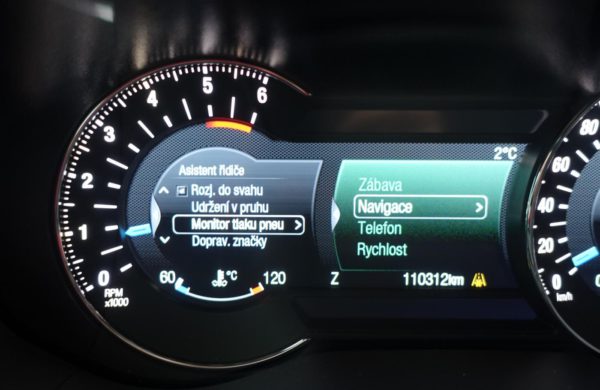 6
5
4
3
2
1
0
RPM
x1000
Asistent řidiče
Rozj. do svahu
Udržení v pruhu
Monitor tlaku pneu
Doprav. značky
60
°C
120
2°C
Zábava
Navigace
Telefon
Rychlost
Z
110312km
80
60
40
20
0
km/h